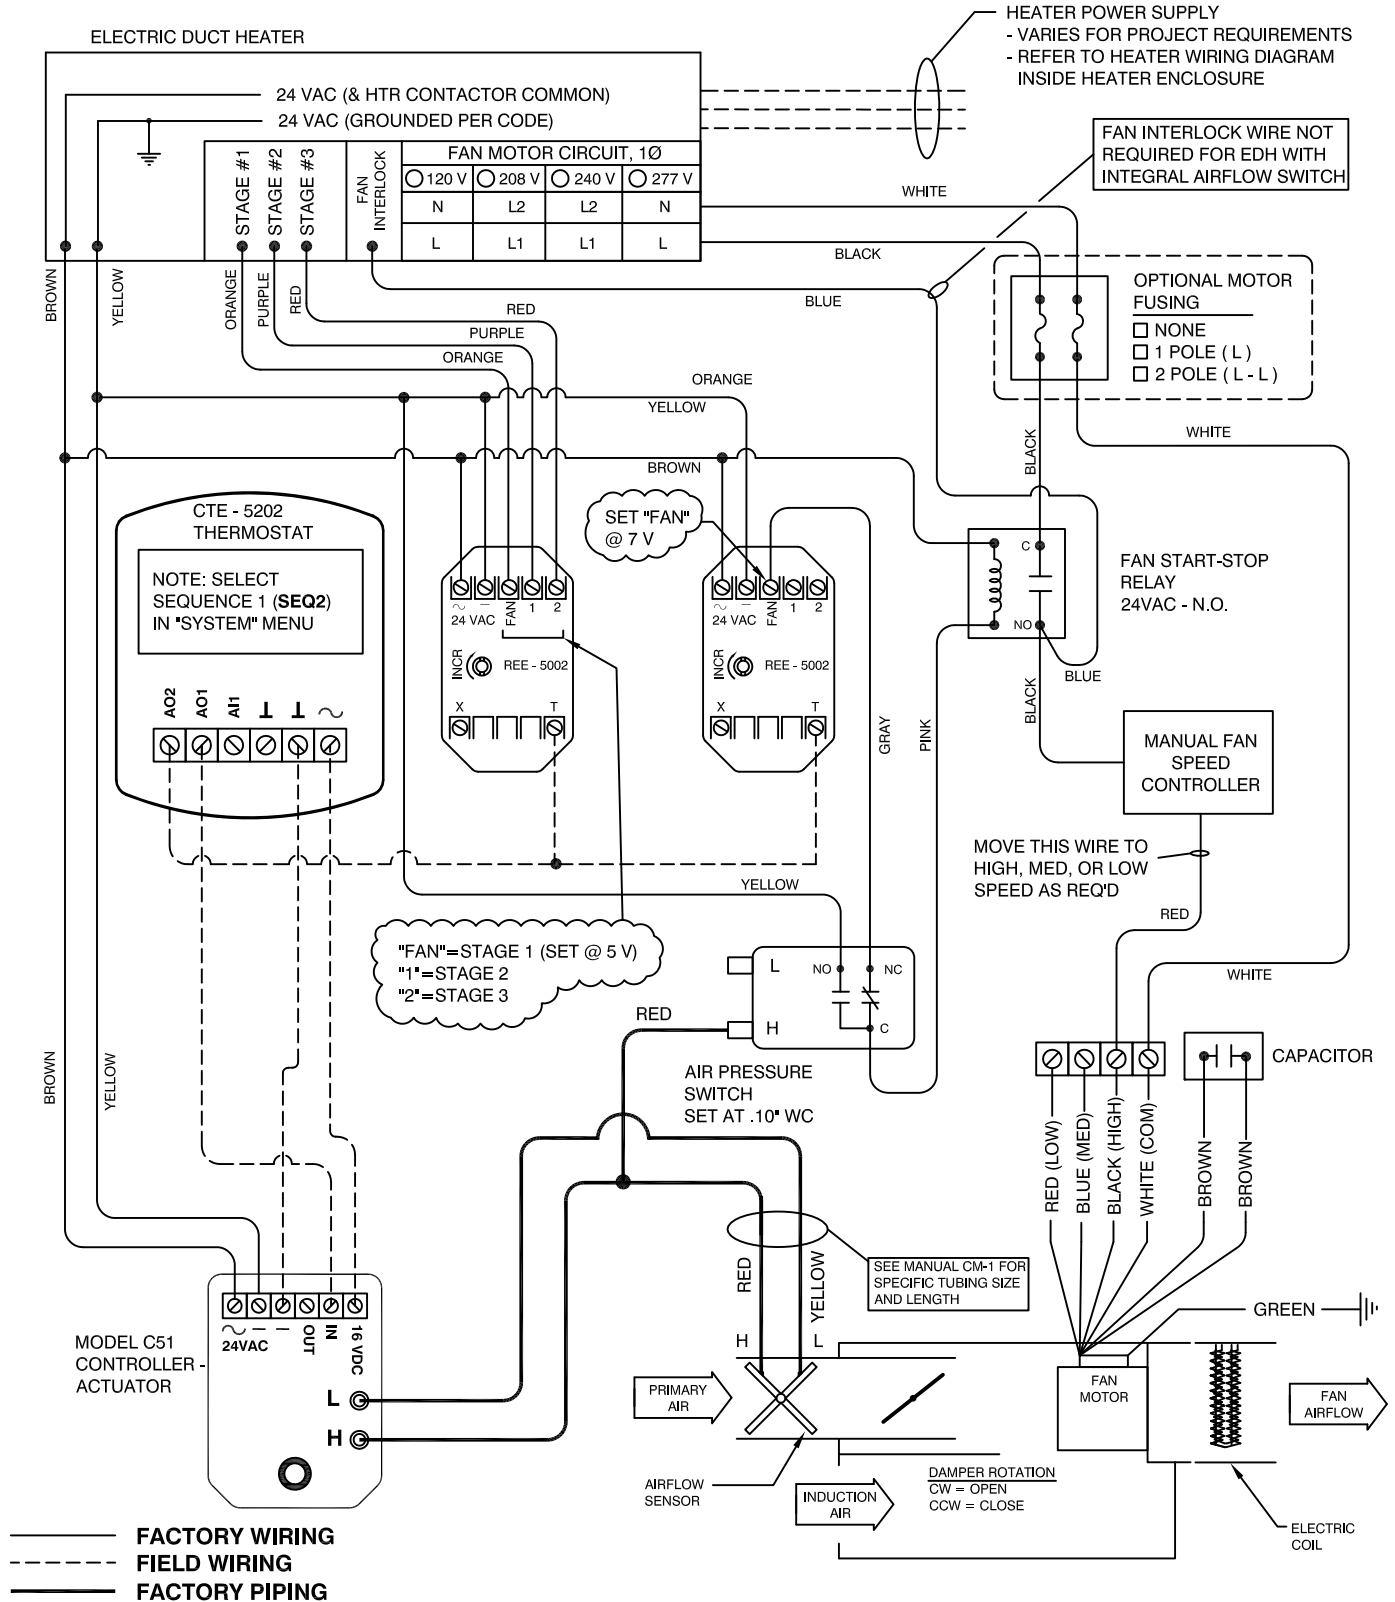 HEATER POWER SUPPLY
- VARIES FOR PROJECT REQUIREMENTS
- REFER TO HEATER WIRING DIAGRAM
INSIDE HEATER ENCLOSURE
ELECTRIC DUCT HEATER
24 VAC (& HTR CONTACTOR COMMON)
24 VAC (GROUNDED PER CODE)
FAN INTERLOCK WIRE NOT
REQUIRED FOR EDH WITH
INTEGRAL AIRFLOW SWITCH
STAGE #1
STAGE #2
STAGE #3
FAN
INTERLOCK
FAN MOTOR CIRCUIT, 1Ø
120 V
208 V
240 V
277 V
N
L2
L2
N
L
L1
L1
L
WHITE
BLACK
BLUE
BROWN
YELLOW
ORANGE
PURPLE
RED
RED
PURPLE
ORANGE
OPTIONAL MOTOR
FUSING
NONE
1 POLE ( L )
2 POLE ( L - L )
ORANGE
YELLOW
BROWN
BLACK
WHITE
CTE - 5202
THERMOSTAT
NOTE: SELECT
SEQUENCE 1 (SEQ2)
IN "SYSTEM" MENU
AO2
AO1
AI1
SET "FAN"
@ 7 V
24 VAC
FAN
1
2
INCR
REE - 5002
X
T
24 VAC
FAN
1
2
INCR
REE - 5002
X
T
C
NO
FAN START-STOP
RELAY
24VAC - N.O.
BLUE
BLACK
GRAY
PINK
MANUAL FAN
SPEED
CONTROLLER
MOVE THIS WIRE TO
HIGH, MED, OR LOW
SPEED AS REQ'D
RED
WHITE
YELLOW
"FAN"=STAGE 1 (SET @ 5 V)
"1"=STAGE 2
"2"=STAGE 3
L
NO
NC
H
C
RED
AIR PRESSURE
SWITCH
SET AT .10" WC
BROWN
YELLOW
CAPACITOR
RED (LOW)
BLUE (MED)
BLACK (HIGH)
WHITE (COM)
BROWN
BROWN
RED
YELLOW
SEE MANUAL CM-1 FOR
SPECIFIC TUBING SIZE
AND LENGTH
GREEN
MODEL C51
CONTROLLER -
ACTUATOR
24VAC
OUT
IN
16 VDC
L
H
H
L
PRIMARY
AIR
FAN
MOTOR
FAN
AIRFLOW
AIRFLOW
SENSOR
INDUCTION
AIR
DAMPER ROTATION
CW = OPEN
CCW = CLOSE
ELECTRIC
COIL
FACTORY WIRING
FIELD WIRING
FACTORY PIPING